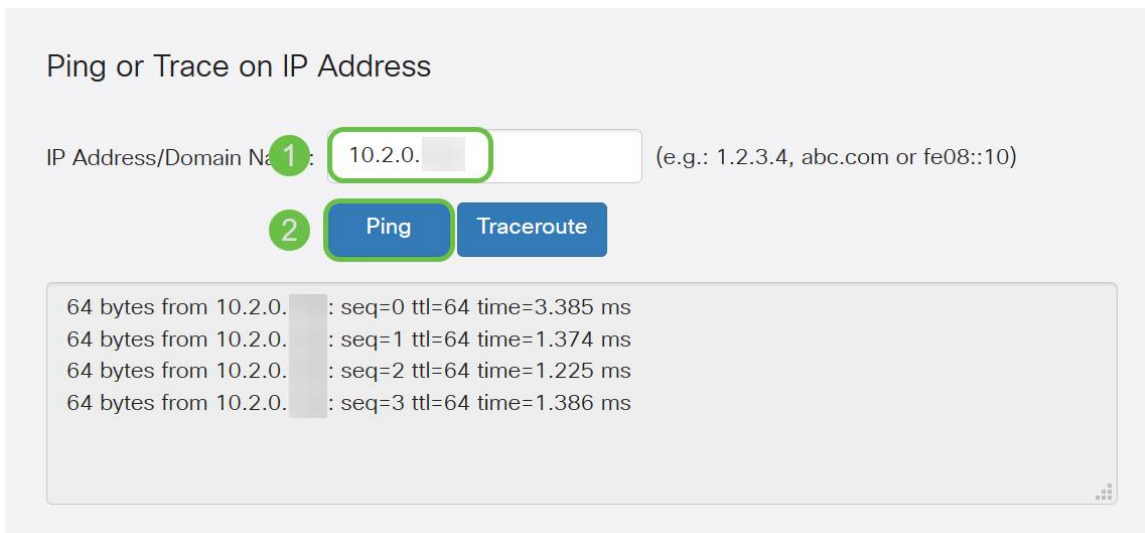 Ping or Trace on IP Address
IP Address/Domain Na 1 : 10.2.0. (e.g.: 1.2.3.4, abc.com or fe08::10)
2 Ping Traceroute
64 bytes from 10.2.0. : seq=0 ttl=64 time=3.385 ms
64 bytes from 10.2.0. : seq=1 ttl=64 time=1.374 ms
64 bytes from 10.2.0. : seq=2 ttl=64 time=1.225 ms
64 bytes from 10.2.0. : seq=3 ttl=64 time=1.386 ms